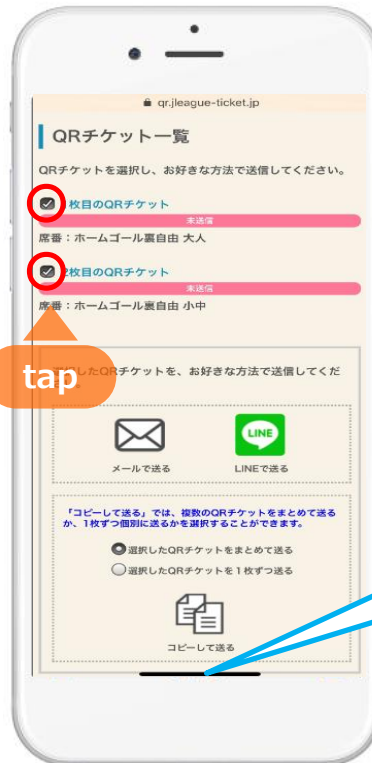 qr.jleague-ticket.jp
QRチケット一覧
QRチケットを選択し、お好きな方法で送信してください。
枚目のQRチケット
未送信
席番：ホームゴール裏自由 大人
2枚目のQRチケット
未送信
席番：ホームゴール裏自由 小中
tap
したQRチケットを、お好きな方法で送信してくだ
メールで送る
LINE
LINEで送る
「コピーして送る」では、複数のQRチケットをまとめて送る
か、1枚ずつ個別に送るかを選択することができます。
選択したQRチケットをまとめて送る
選択したQRチケットを1枚ずつ送る
コピーして送る